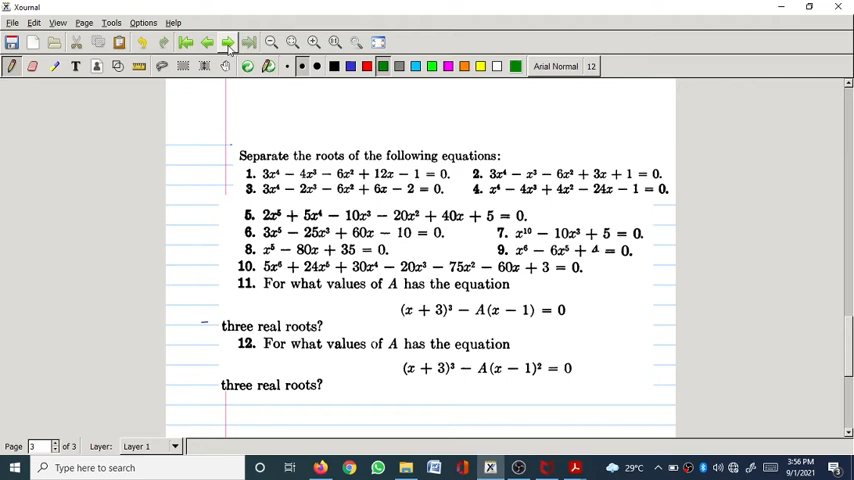 Xournal
File Edit View Page Tools Options Help
Arial Normal 12
Separate the roots of the following equations:
1. 3x⁴ − 4x³ − 6x² + 12x − 1 = 0. 2. 3x⁴ − x³ − 6x² + 3x + 1 = 0.
3. 3x⁴ − 2x³ − 6x² + 6x − 2 = 0. 4. x⁴ − 4x³ + 4x² − 24x − 1 = 0.
5. 2x⁵ + 5x⁴ − 10x³ − 20x² + 40x + 5 = 0.
6. 3x⁵ − 25x³ + 60x − 10 = 0. 7. x¹⁰ − 10x³ + 5 = 0.
8. x⁵ − 80x + 35 = 0. 9. x⁶ − 6x⁵ + = 0.
10. 5x⁶ + 24x⁵ + 30x⁴ − 20x³ − 75x² − 60x + 3 = 0.
11. For what values of A has the equation
(x + 3)³ − A(x − 1) = 0
three real roots?
12. For what values of A has the equation
(x + 3)³ − A(x − 1)² = 0
three real roots?
Page 3 of 3 Layer: Layer 1
Type here to search
29°C
3:56 PM
9/1/2021
3